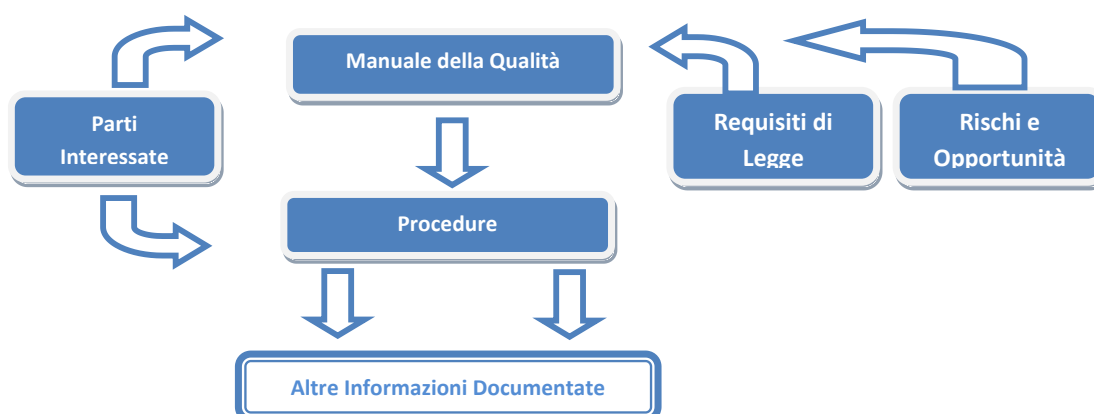 Manuale della Qualità
Parti
Interessate
Requisiti di
Legge
Rischi e
Opportunità
Procedure
Altre Informazioni Documentate